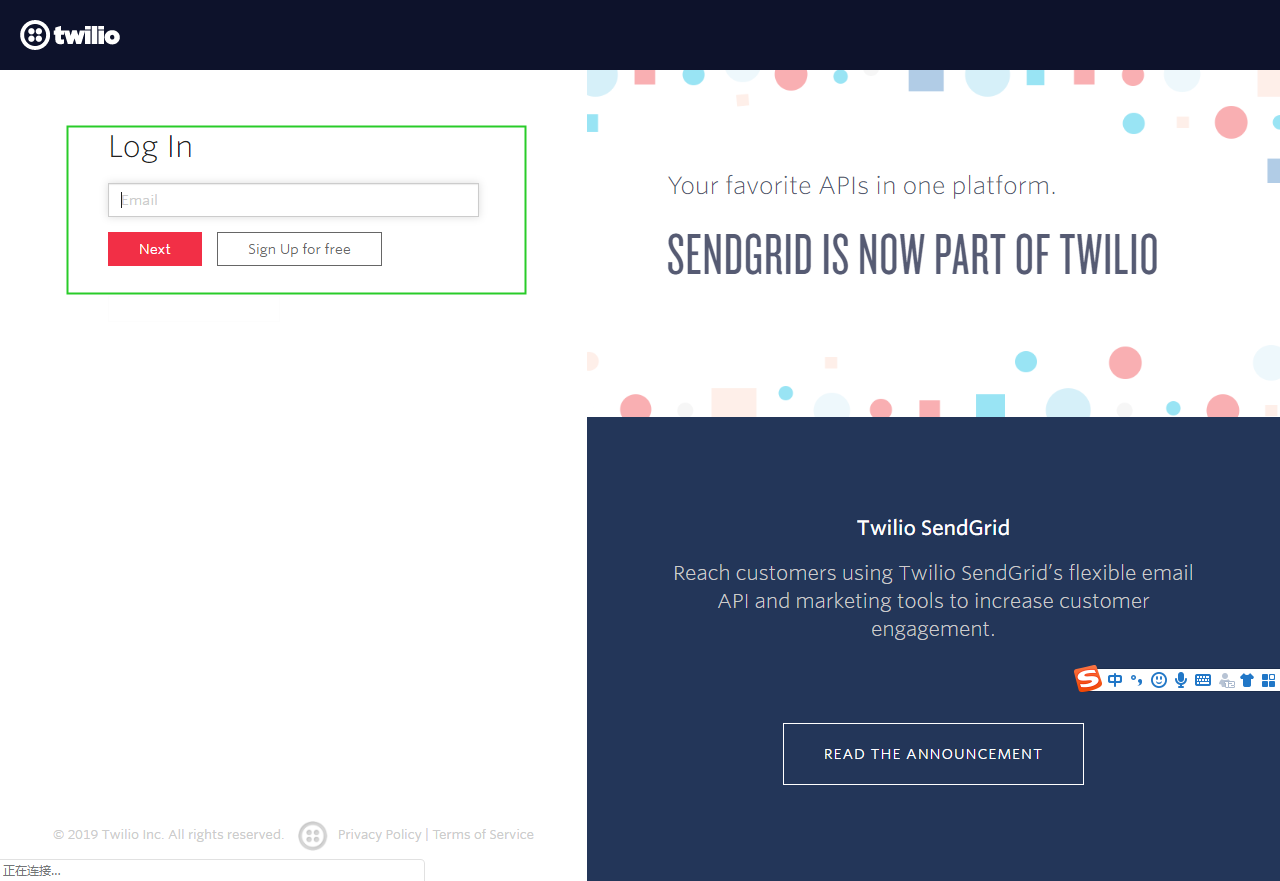 twilio
Log In
Email
Next
Sign Up for free
Your favorite APIs in one platform.
SENDGRID IS NOW PART OF TWILIO
Twilio SendGrid
Reach customers using Twilio SendGrid’s flexible email
API and marketing tools to increase customer
engagement.
S 中 °,
READ THE ANNOUNCEMENT
© 2019 Twilio Inc. All rights reserved.
Privacy Policy | Terms of Service
正在连接...